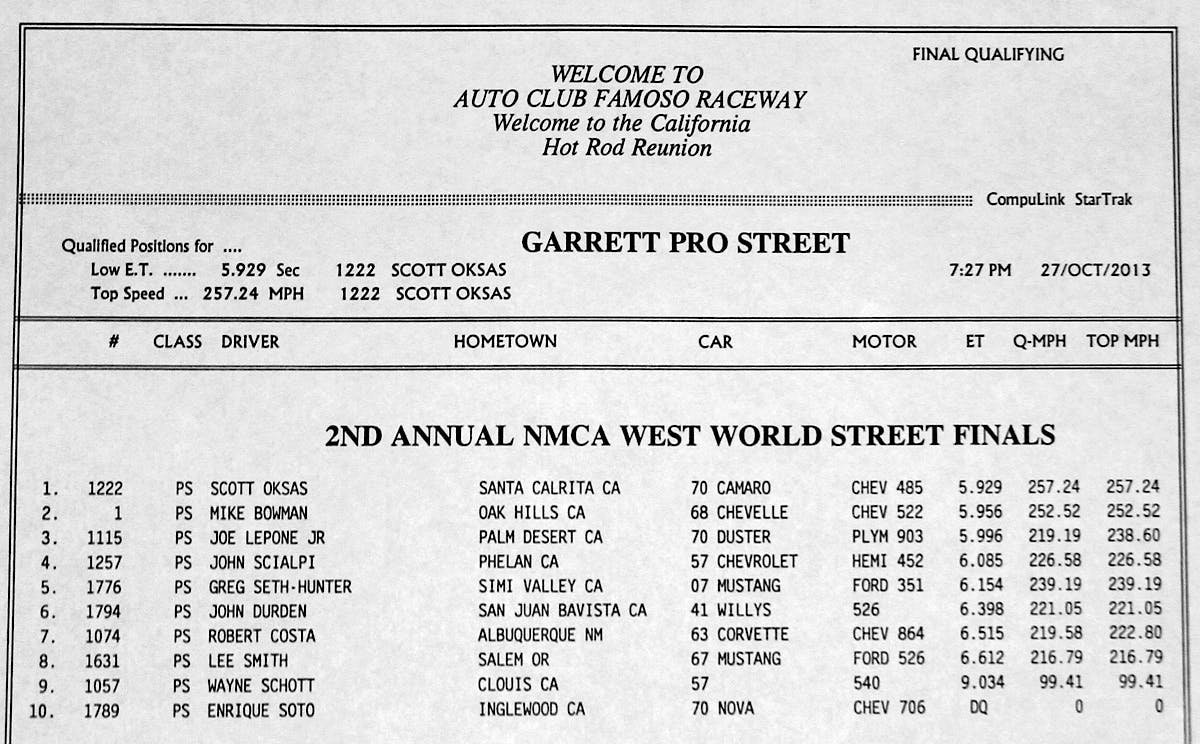 FINAL QUALIFYING
WELCOME TO
AUTO CLUB FAMOSO RACEWAY
Welcome to the California
Hot Rod Reunion
CompuLink StarTrak
Qualified Positions for .... GARRETT PRO STREET
Low E.T. ....... 5.929 Sec 1222 SCOTT OKSAS 7:27 PM 27/OCT/2013
Top Speed ... 257.24 MPH 1222 SCOTT OKSAS
# CLASS DRIVER HOMETOWN CAR MOTOR ET Q-MPH TOP MPH
2ND ANNUAL NMCA WEST WORLD STREET FINALS
1. 1222 PS SCOTT OKSAS SANTA CALRITA CA 70 CAMARO CHEV 485 5.929 257.24 257.24
2. 1 PS MIKE BOWMAN OAK HILLS CA 68 CHEVELLE CHEV 522 5.956 252.52 252.52
3. 1115 PS JOE LEPONE JR PALM DESERT CA 70 DUSTER PLYM 903 5.996 219.19 238.60
4. 1257 PS JOHN SCIALPI PHELAN CA 57 CHEVROLET HEMI 452 6.085 226.58 226.58
5. 1776 PS GREG SETH-HUNTER SIMI VALLEY CA 07 MUSTANG FORD 351 6.154 239.19 239.19
6. 1794 PS JOHN DURDEN SAN JUAN BAVISTA CA 41 WILLYS 526 6.398 221.05 221.05
7. 1074 PS ROBERT COSTA ALBUQUERQUE NM 63 CORVETTE CHEV 864 6.515 219.58 222.80
8. 1631 PS LEE SMITH SALEM OR 67 MUSTANG FORD 526 6.612 216.79 216.79
9. 1057 PS WAYNE SCHOTT CLOUIS CA 57 540 9.034 99.41 99.41
10. 1789 PS ENRIQUE SOTO INGLEWOOD CA 70 NOVA CHEV 706 DQ 0 0